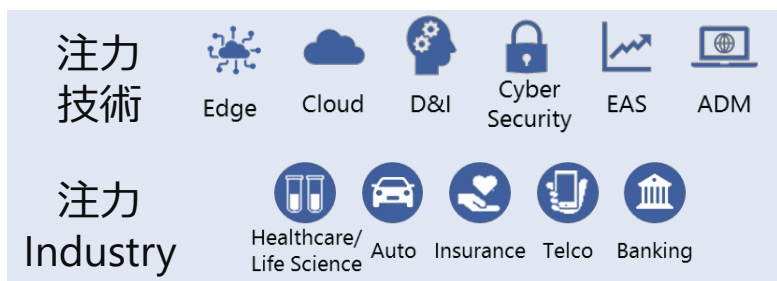 注力
技術
Edge
Cloud
D&I
Cyber
Security
EAS
ADM
注力
Industry
Healthcare/
Life Science
Auto
Insurance
Telco
Banking